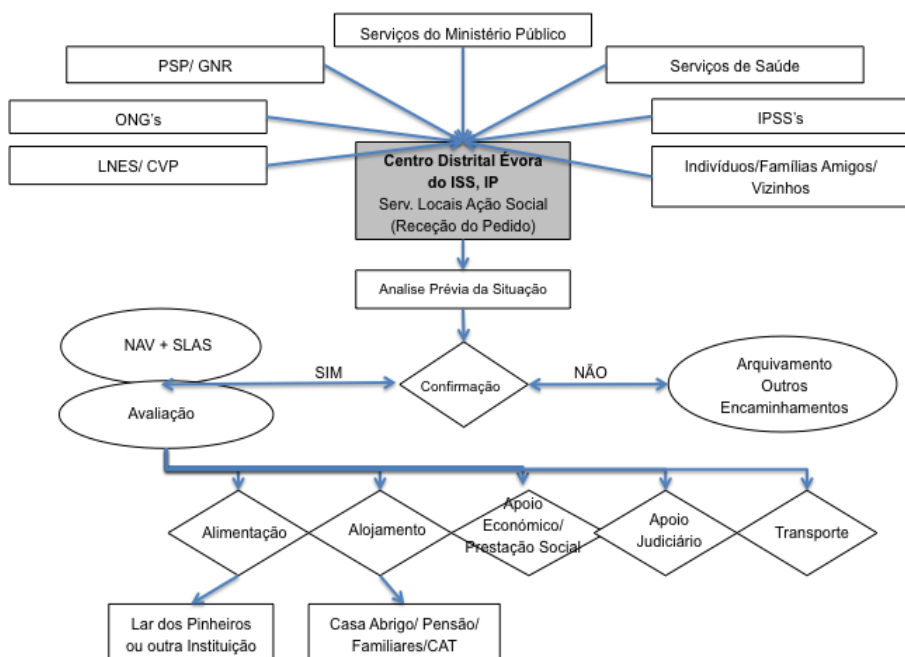 Serviços do Ministério Público
PSP/ GNR
Serviços de Saúde
ONG's
IPSS's
LNES/ CVP
Indivíduos/Famílias Amigos/
Vizinhos
Centro Distrital Évora
do ISS, IP
Serv. Locais Ação Social
(Receção do Pedido)
Analise Prévia da Situação
NAV + SLAS
SIM
Confirmação
NÃO
Arquivamento
Outros
Encaminhamentos
Avaliação
Alimentação
Alojamento
Apoio
Económico/
Prestação Social
Apoio
Judiciário
Transporte
Lar dos Pinheiros
ou outra Instituição
Casa Abrigo/ Pensão/
Familiares/CAT